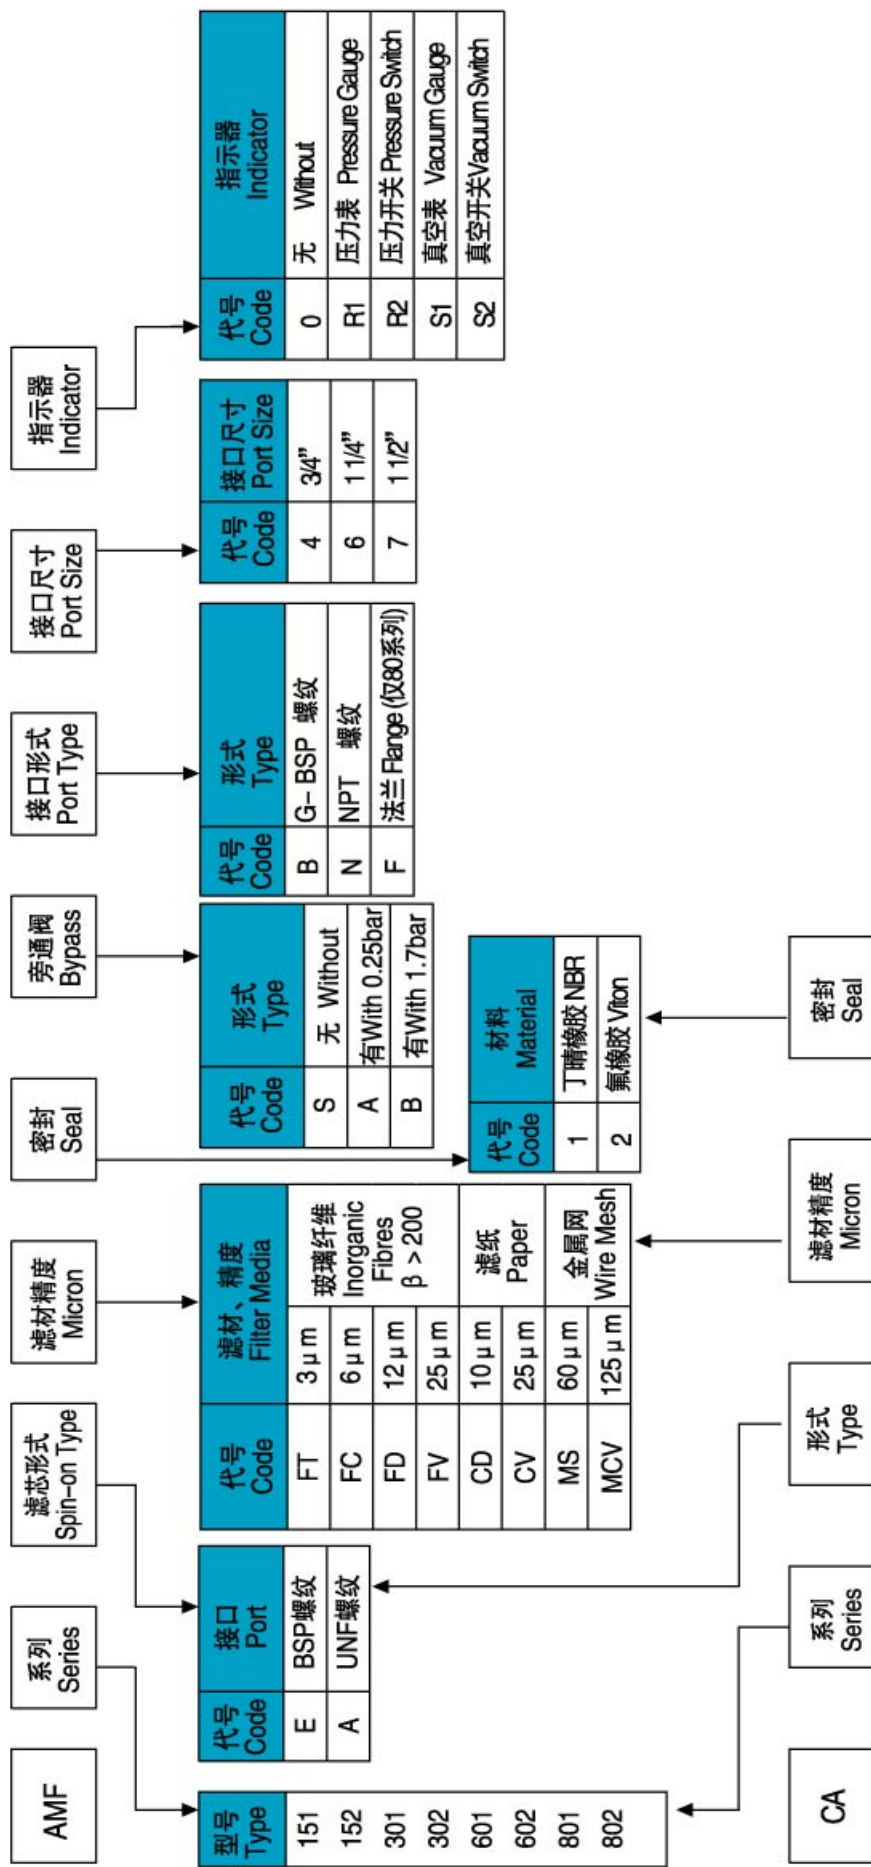 AMF
系列
Series
滤芯形式
Spin-on Type
滤材精度
Micron
密封
Seal
旁通阀
Bypass
接口形式
Port Type
接口尺寸
Port Size
指示器
Indicator
型号
Type
151
152
301
302
601
602
801
802
代号
Code
接口
Port
E BSP螺纹
A UNF螺纹
代号
Code
滤材、精度
Filter Media
FT 3μm
FC 6μm
FD 12μm
FV 25μm
玻璃纤维
Inorganic
Fibres
β > 200
CD 10μm
CV 25μm
滤纸
Paper
MS 60μm
MCV 125μm
金属网
Wire Mesh
代号
Code
形式
Type
S 无 Without
A 有With 0.25bar
B 有With 1.7bar
代号
Code
材料
Material
1 丁晴橡胶 NBR
2 氟橡胶 Viton
代号
Code
形式
Type
B G-BSP 螺纹
N NPT 螺纹
F 法兰 Flange (仅80系列)
代号
Code
接口尺寸
Port Size
4 3/4"
6 1 1/4"
7 1 1/2"
代号
Code
指示器
Indicator
0 无 Without
R1 压力表 Pressure Gauge
R2 压力开关 Pressure Switch
S1 真空表 Vacuum Gauge
S2 真空开关Vacuum Switch
CA
系列
Series
形式
Type
滤材精度
Micron
密封
Seal